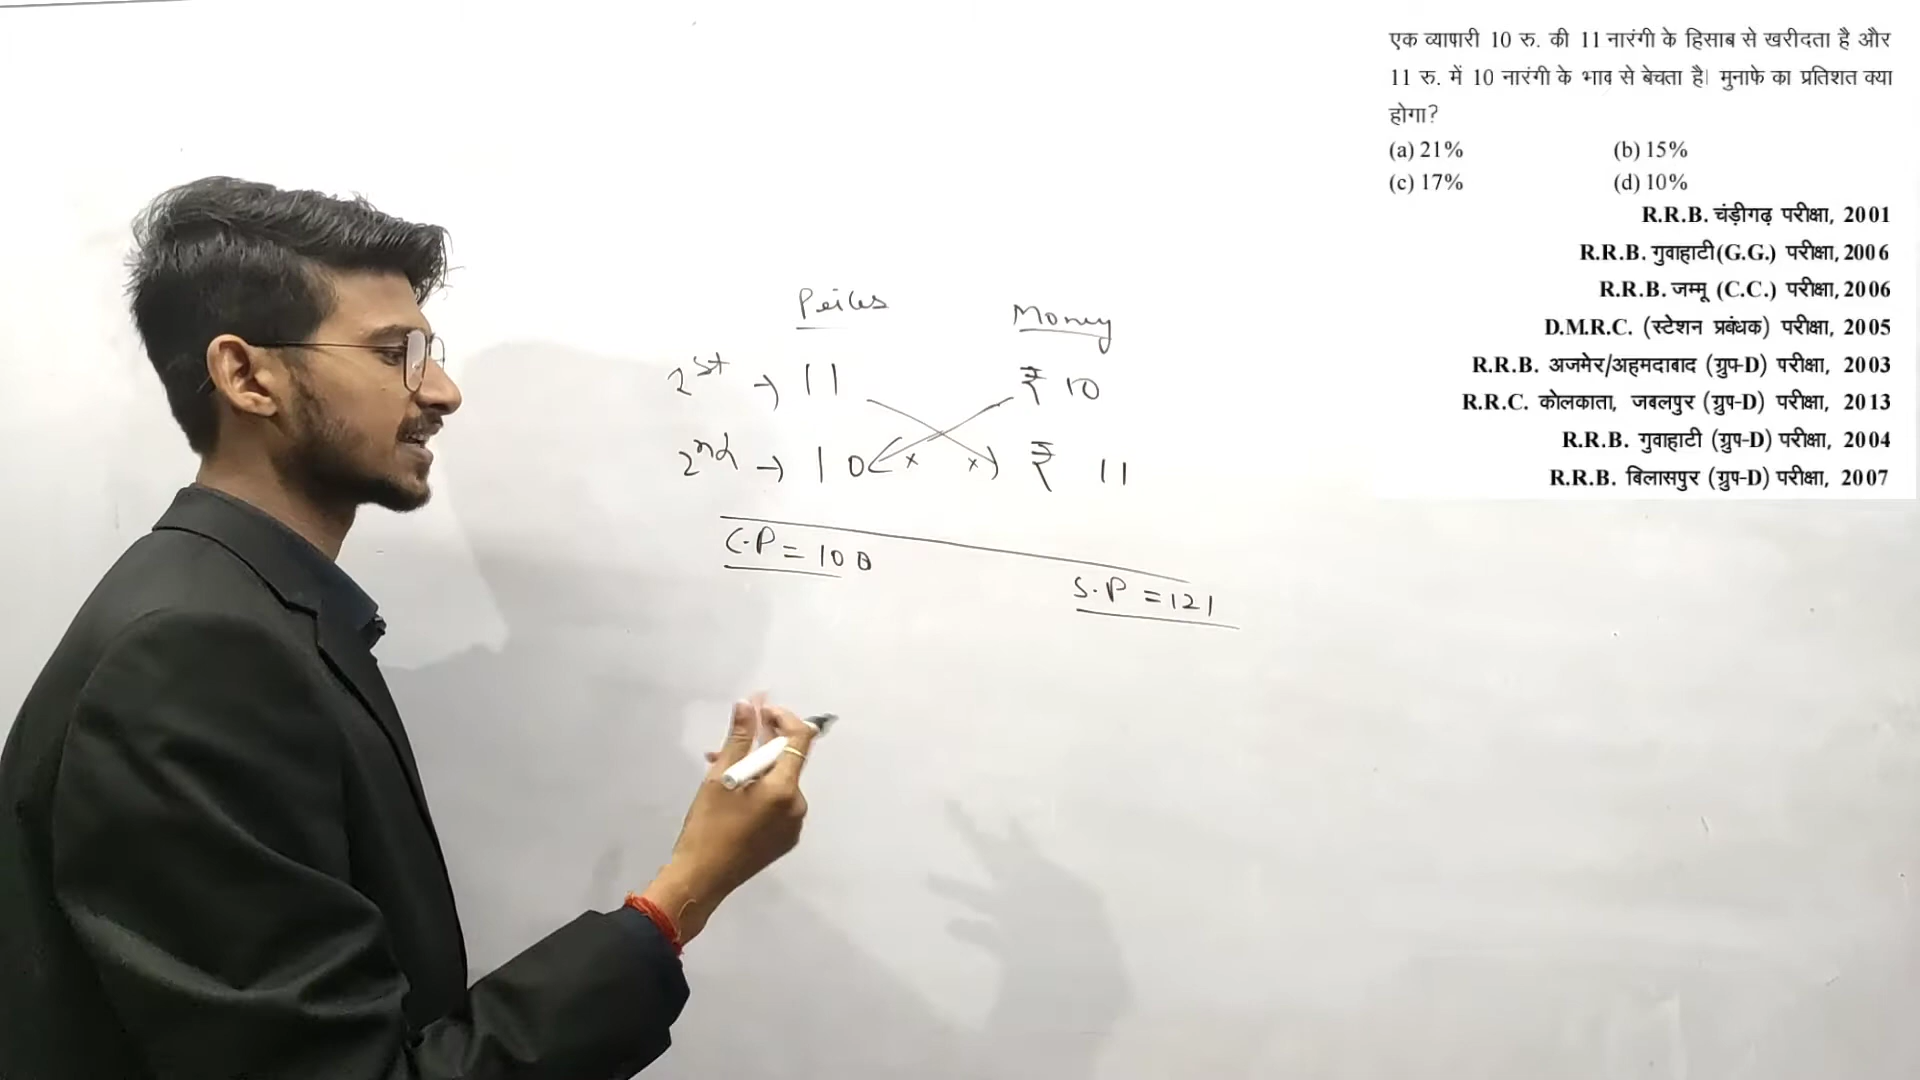 एक व्यापारी 10 रु. की 11 नारंगी के हिसाब से खरीदता है और
11 रु. में 10 नारंगी के भाव से बेचता है। मुनाफे का प्रतिशत क्या
होगा?
(a) 21% (b) 15%
(c) 17% (d) 10%
R.R.B. चंड़ीगढ़ परीक्षा, 2001
R.R.B. गुवाहाटी(G.G.) परीक्षा, 2006
R.R.B. जम्मू (C.C.) परीक्षा, 2006
D.M.R.C. (स्टेशन प्रबंधक) परीक्षा, 2005
R.R.B. अजमेर/अहमदाबाद (ग्रुप-D) परीक्षा, 2003
R.R.C. कोलकाता, जबलपुर (ग्रुप-D) परीक्षा, 2013
R.R.B. गुवाहाटी (ग्रुप-D) परीक्षा, 2004
R.R.B. बिलासपुर (ग्रुप-D) परीक्षा, 2007
Money
→ 11 ₹ 10
2nd → 10 × × ₹ 11
C.P = 100
S.P = 121